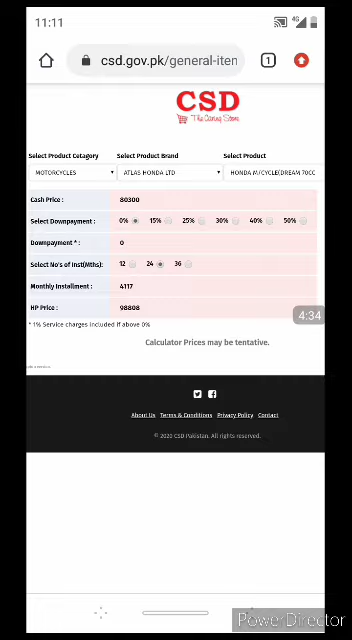 11:11
4G
csd.gov.pk/general-iten
1
CSD
The Caring Store
Select Product Cetagory Select Product Brand Select Product
MOTORCYCLES ATLAS HONDA LTD HONDA M/CYCLE(DREAM 70CC
Cash Price : 80300
Select Downpayment : 0% 15% 25% 30% 40% 50%
Downpayment * : 0
Select No's of Inst(Mths): 12 24 36
Monthly Installment : 4117
HP Price : 98808
4:34
* 1% Service charges included if above 0%
Calculator Prices may be tentative.
About Us Terms & Conditions Privacy Policy Contact
© 2020 CSD Pakistan. All rights reserved.
PowerDirector